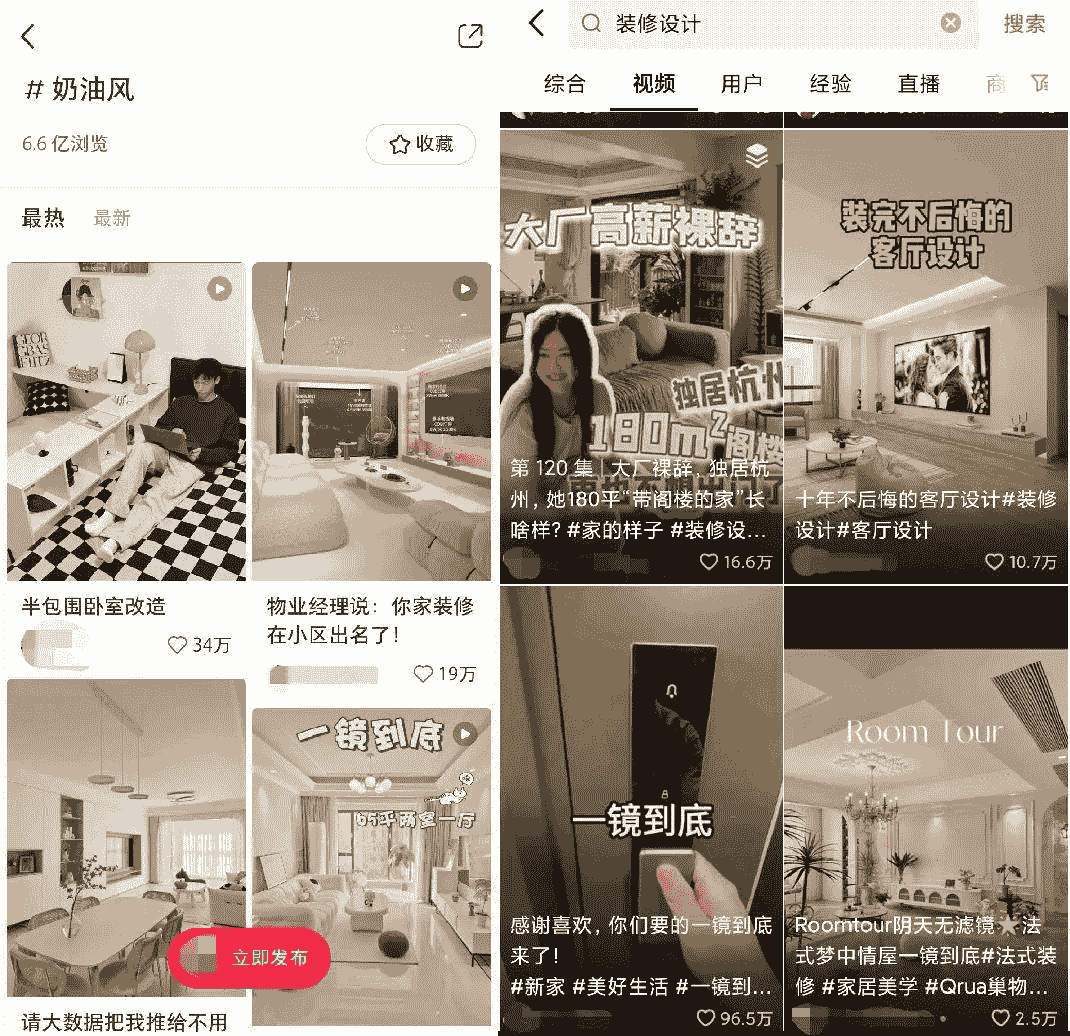 # 奶油风
6.6 亿浏览
收藏
最热 最新
半包围卧室改造
34万
物业经理说：你家装修
在小区出名了！
19万
一镜到底
两室一厅
立即发布
请大数据把我推给不用
装修设计
搜索
综合 视频 用户 经验 直播 商
大厂高薪裸辞
独居杭州
180m²阁楼
第 120 集｜大厂裸辞，独居杭
州，她180平“带阁楼的家”长
啥样？#家的样子 #装修设...
16.6万
装完不后悔的
客厅设计
十年不后悔的客厅设计#装修
设计#客厅设计
10.7万
一镜到底
感谢喜欢，你们要的一镜到底
来了！
#新家 #美好生活 #一镜到...
96.5万
Room Tour
Roomtour阴天无滤镜⭐法
式梦中情屋一镜到底#法式装
修 #家居美学 #Qrua巢物...
2.5万